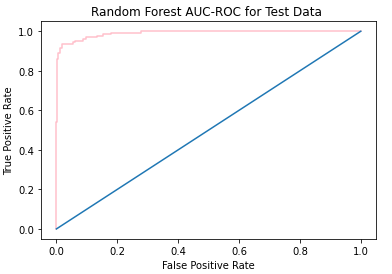 Random Forest AUC-ROC for Test Data
True Positive Rate
1.0
0.8
0.6
0.4
0.2
0.0
0.0 0.2 0.4 0.6 0.8 1.0
False Positive Rate